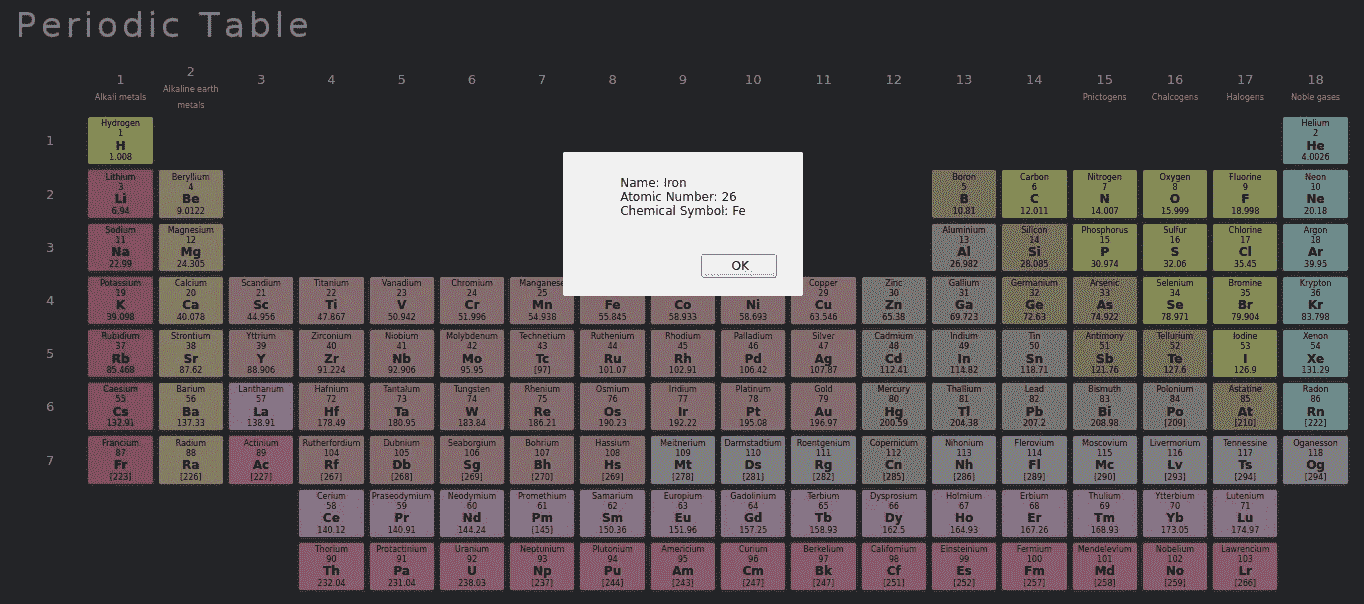 Periodic Table
1 2 3 4 5 6 7 8 9 10 11 12 13 14 15 16 17 18
Alkali metals Alkaline earth metals Pnictogens Chalcogens Halogens Noble gases
1
Hydrogen Helium
1 2
H He
1.008 4.0026
2
Lithium Beryllium Boron Carbon Nitrogen Oxygen Fluorine Neon
3 4 5 6 7 8 9 10
Li Be B C N O F Ne
6.94 9.0122 10.81 12.011 14.007 15.999 18.998 20.18
Name: Iron
Atomic Number: 26
Chemical Symbol: Fe
OK
3
Sodium Magnesium Aluminium Silicon Phosphorus Sulfur Chlorine Argon
11 12 13 14 15 16 17 18
Na Mg Al Si P S Cl Ar
22.99 24.305 26.982 28.085 30.974 32.06 35.45 39.95
4
Potassium Calcium Scandium Titanium Vanadium Chromium Manganese Copper Zinc Gallium Germanium Arsenic Selenium Bromine Krypton
19 20 21 22 23 24 25 29 30 31 32 33 34 35 36
K Ca Sc Ti V Cr Mn Fe Co Ni Cu Zn Ga Ge As Se Br Kr
39.098 40.078 44.956 47.867 50.942 51.996 54.938 55.845 58.933 58.693 63.546 65.38 69.723 72.63 74.922 78.971 79.904 83.798
5
Rubidium Strontium Yttrium Zirconium Niobium Molybdenum Technetium Ruthenium Rhodium Palladium Silver Cadmium Indium Tin Antimony Tellurium Iodine Xenon
37 38 39 40 41 42 43 44 45 46 47 48 49 50 51 52 53 54
Rb Sr Y Zr Nb Mo Tc Ru Rh Pd Ag Cd In Sn Sb Te I Xe
85.468 87.62 88.906 91.224 92.906 95.95 [97] 101.07 102.91 106.42 107.87 112.41 114.82 118.71 121.76 127.6 126.9 131.29
6
Caesium Barium Lanthanum Hafnium Tantalum Tungsten Rhenium Osmium Iridium Platinum Gold Mercury Thallium Lead Bismuth Polonium Astatine Radon
55 56 57 72 73 74 75 76 77 78 79 80 81 82 83 84 85 86
Cs Ba La Hf Ta W Re Os Ir Pt Au Hg Tl Pb Bi Po At Rn
132.91 137.33 138.91 178.49 180.95 183.84 186.21 190.23 192.22 195.08 196.97 200.59 204.38 207.2 208.98 [209] [210] [222]
7
Francium Radium Actinium Rutherfordium Dubnium Seaborgium Bohrium Hassium Meitnerium Darmstadtium Roentgenium Copernicum Nihonium Flerovium Moscovium Livermorium Tennessine Oganesson
87 88 89 104 105 106 107 108 109 110 111 112 113 114 115 116 117 118
Fr Ra Ac Rf Db Sg Bh Hs Mt Ds Rg Cn Nh Fl Mc Lv Ts Og
[223] [226] [227] [267] [268] [269] [270] [269] [278] [281] [282] [285] [286] [289] [290] [293] [294] [294]
Cerium Praseodymium Neodymium Promethium Samarium Europium Gadolinium Terbium Dysprosium Holmium Erbium Thulium Ytterbium Lutenium
58 59 60 61 62 63 64 65 66 67 68 69 70 71
Ce Pr Nd Pm Sm Eu Gd Tb Dy Ho Er Tm Yb Lu
140.12 140.91 144.24 [145] 150.36 151.96 157.25 158.93 162.5 164.93 167.26 168.93 173.05 174.97
Thorium Protactinium Uranium Neptunium Plutonium Americium Curium Berkelium Californium Einsteinium Fermium Mendelevium Nobelium Lawrencium
90 91 92 93 94 95 96 97 98 99 100 101 102 103
Th Pa U Np Pu Am Cm Bk Cf Es Fm Md No Lr
232.04 231.04 238.03 [237] [244] [243] [247] [247] [251] [252] [257] [258] [259] [266]